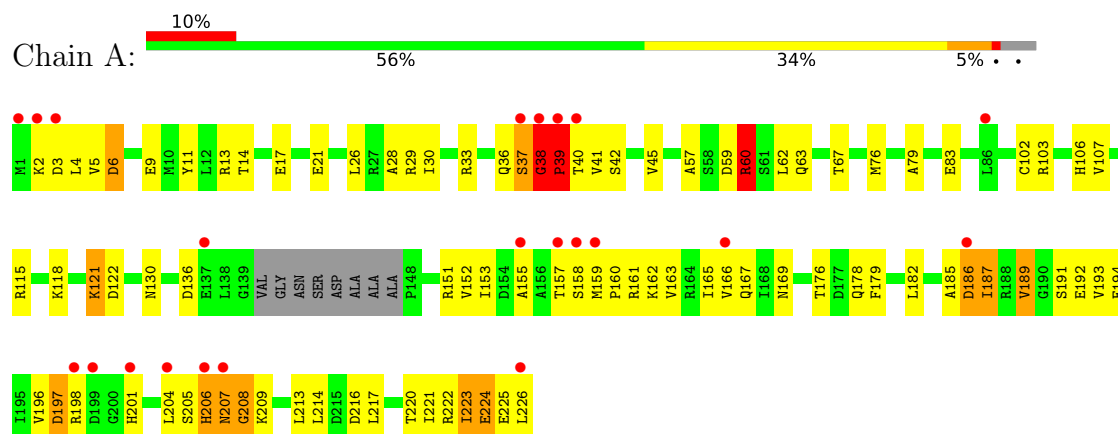 10%
Chain A:
56% 34% 5% • •
M1 K2 D3 L4 V5 D6 E9 M10 Y11 L12 R13 T14 E17 E21 L26 R27 A28 R29 I30 R33 Q36 S37 G38 P39 T40 V41 S42 V45 A57 S58 D59 R60 S61 L62 Q63 T67 M76 A79 E83 L86 C102 R103 H106 V107
R115 K118 K121 D122 N130 D136 E137 L138 G139 VAL GLY ASN SER ASP ALA ALA ALA P148 R151 V152 I153 D154 A155 A156 T157 S158 M159 P160 R161 K162 V163 R164 I165 V166 Q167 I168 N169 T176 D177 Q178 F179 L182 A185 D186 I187 R188 V189 G190 S191 E192 V193 E194
I195 V196 D197 R198 D199 G200 H201 L204 S205 H206 N207 G208 K209 L213 L214 D215 D216 L217 T220 I221 R222 I223 E224 E225 L226